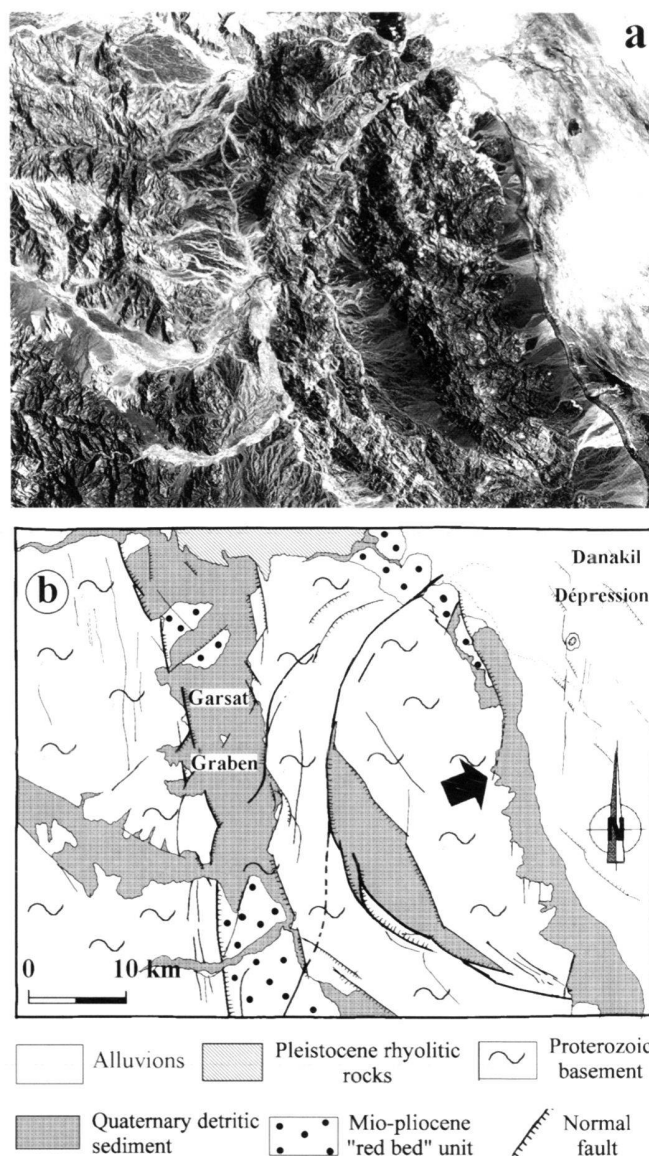 a
b
Danakil
Dépression
Garsat
Graben
N
0 10 km
Alluvions
Pleistocene rhyolitic
rocks
Proterozoic
basement
Quaternary detritic
sediment
Mio-pliocene
"red bed" unit
Normal
fault